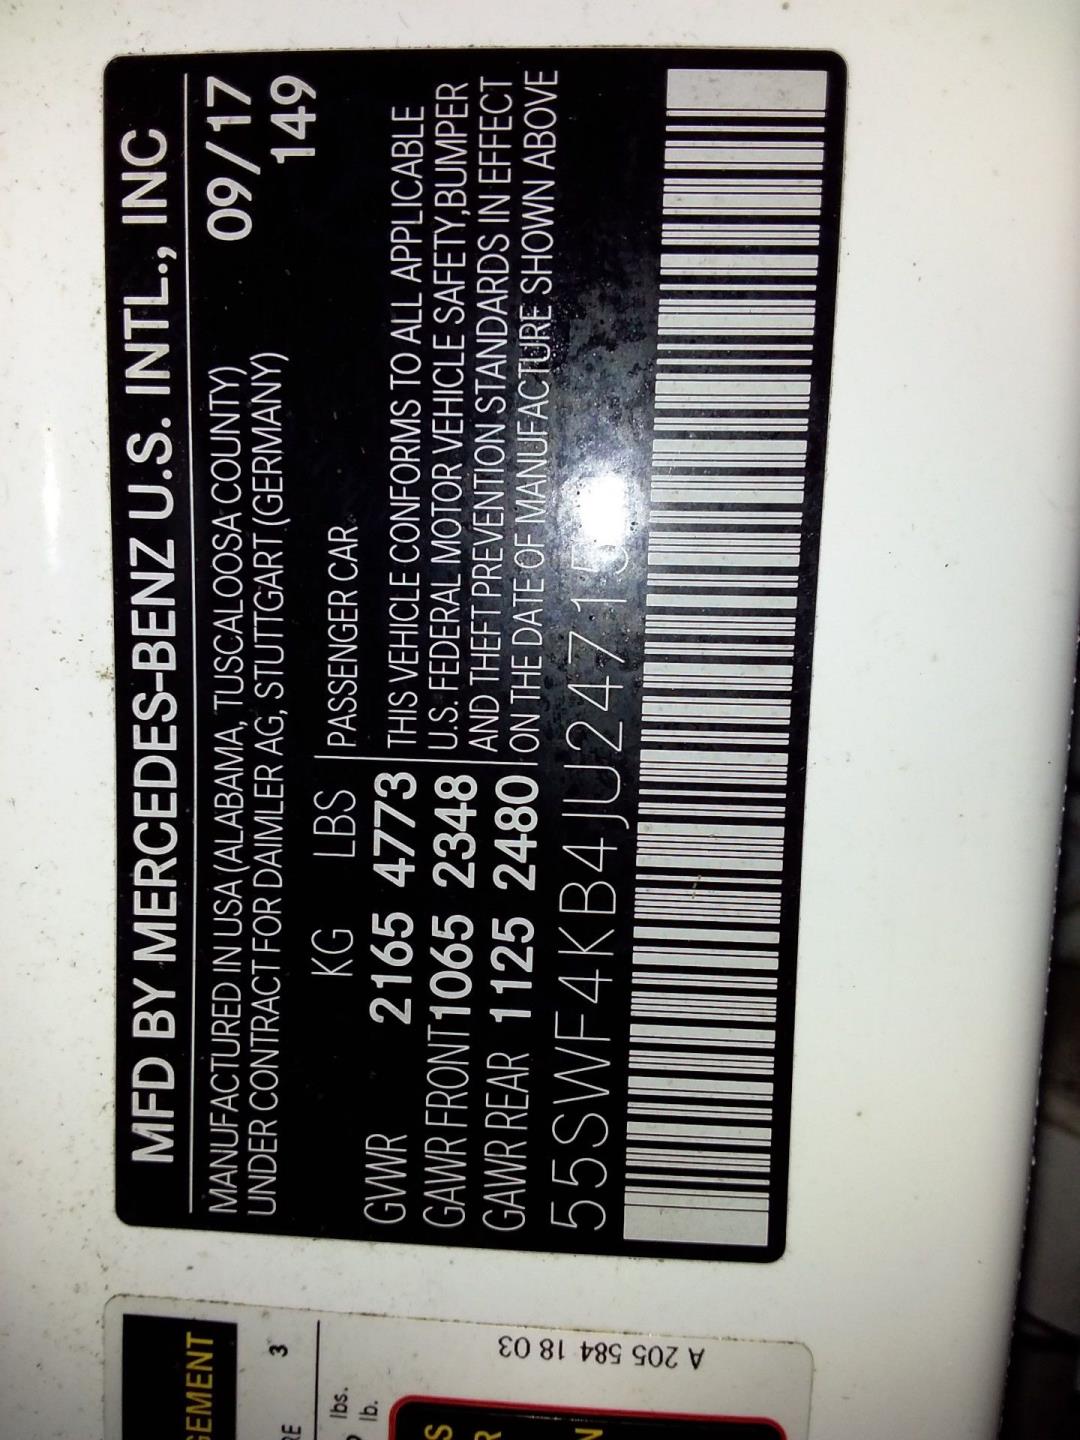 MFD BY MERCEDES-BENZ U.S. INTL., INC
MANUFACTURED IN USA (ALABAMA, TUSCALOOSA COUNTY) 09/17
UNDER CONTRACT FOR DAIMLER AG, STUTTGART (GERMANY) 149
KG LBS PASSENGER CAR
GVWR 2165 4773 THIS VEHICLE CONFORMS TO ALL APPLICABLE
GAWR FRONT 1065 2348 U.S. FEDERAL MOTOR VEHICLE SAFETY, BUMPER
GAWR REAR 1125 2480 AND THEFT PREVENTION STANDARDS IN EFFECT
ON THE DATE OF MANUFACTURE SHOWN ABOVE
3
lbs.
lb.
A 205 584 18 03